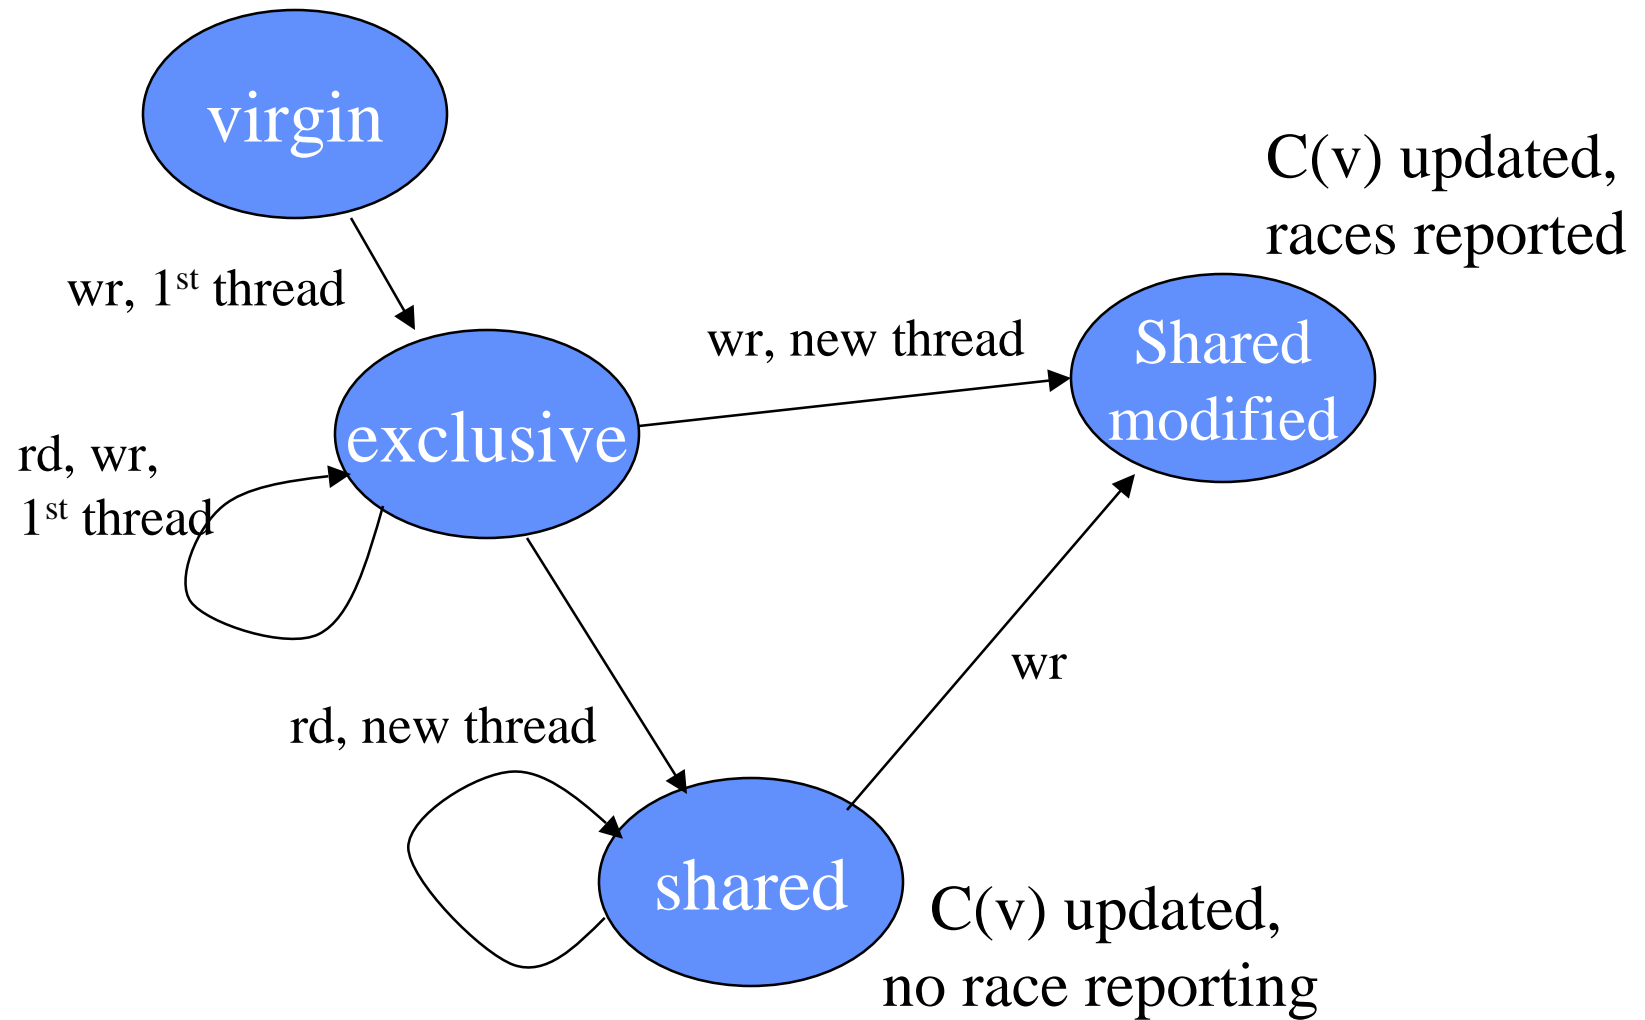 virgin
C(v) updated,
races reported
wr, 1st thread
wr, new thread
Shared
modified
exclusive
rd, wr,
1st thread
wr
rd, new thread
shared
C(v) updated,
no race reporting